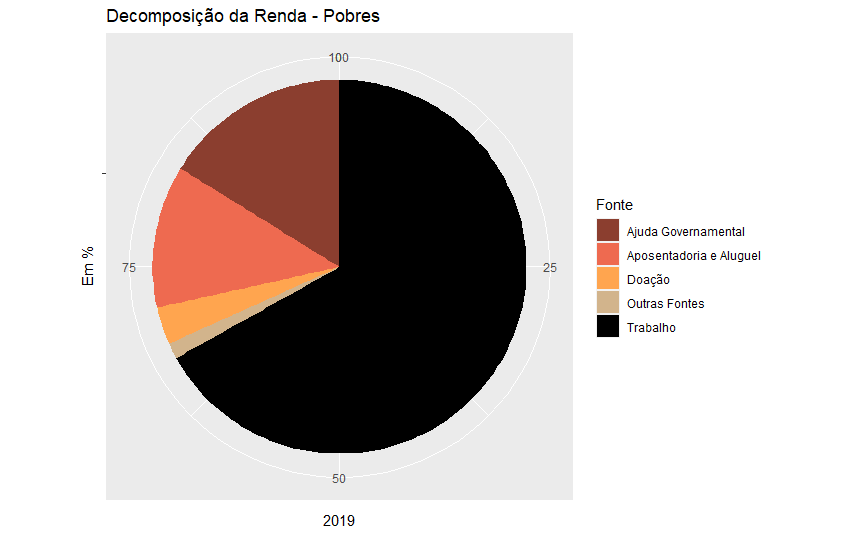 Decomposição da Renda - Pobres
100
75
25
50
Em %
2019
Fonte
Ajuda Governamental
Aposentadoria e Aluguel
Doação
Outras Fontes
Trabalho